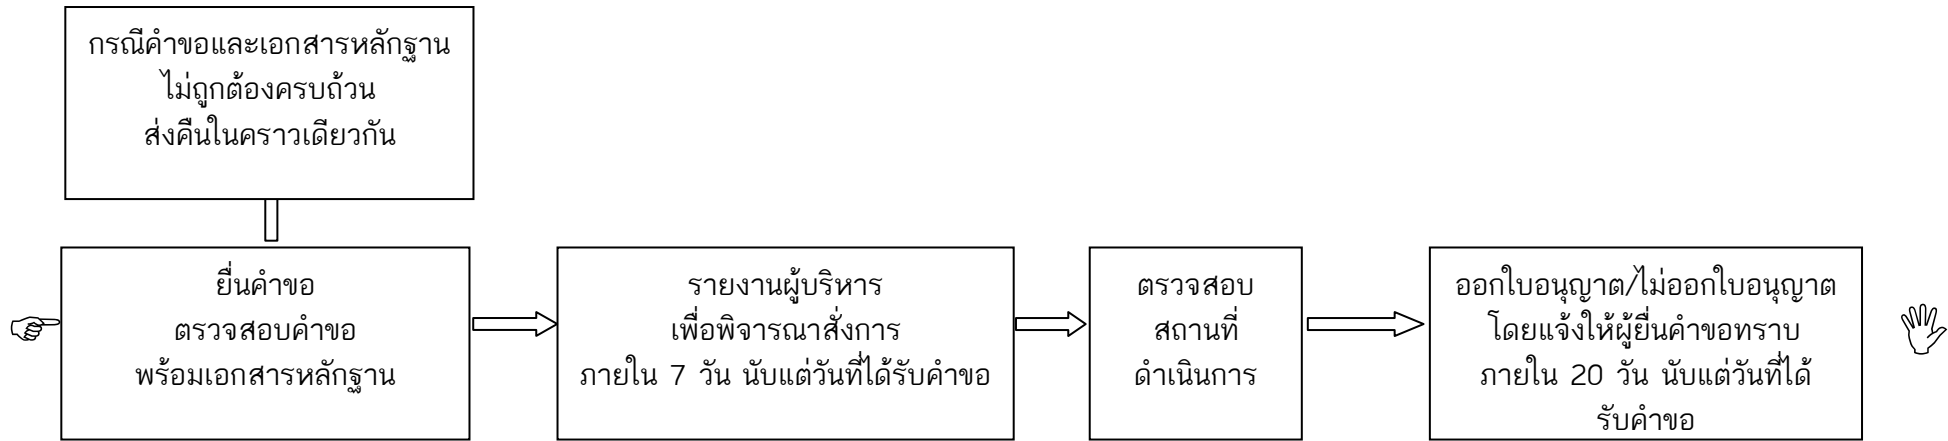 กรณีคำขอและเอกสารหลักฐาน
ไม่ถูกต้องครบถ้วน
ส่งคืนในคราวเดียวกัน
ยื่นคำขอ
ตรวจสอบคำขอ
พร้อมเอกสารหลักฐาน
รายงานผู้บริหาร
เพื่อพิจารณาสั่งการ
ภายใน 7 วัน นับแต่วันที่ได้รับคำขอ
ตรวจสอบ
สถานที่
ดำเนินการ
ออกใบอนุญาต/ไม่ออกใบอนุญาต
โดยแจ้งให้ผู้ยื่นคำขอทราบ
ภายใน 20 วัน นับแต่วันที่ได้
รับคำขอ